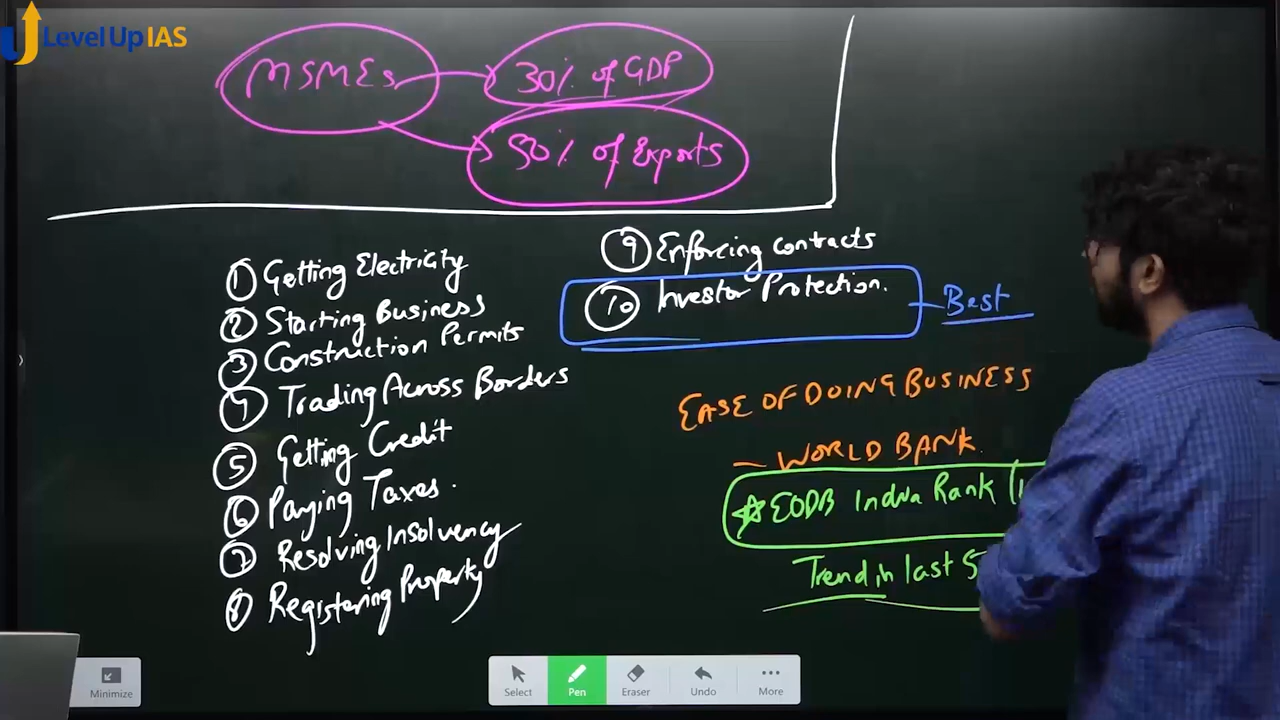 Level Up IAS
MSMEs
30% of GDP
50% of Exports
1 Getting Electricity
2 Starting Business
3 Construction Permits
4 Trading Across Borders
5 Getting Credit
6 Paying Taxes.
7 Resolving Insolvency
8 Registering Property
9 Enforcing Contracts
10 Investor Protection.
Best
EASE OF DOING BUSINESS
- WORLD BANK
EODB India Rank
Trend in last 5
Minimize
Select
Pen
Eraser
Undo
More